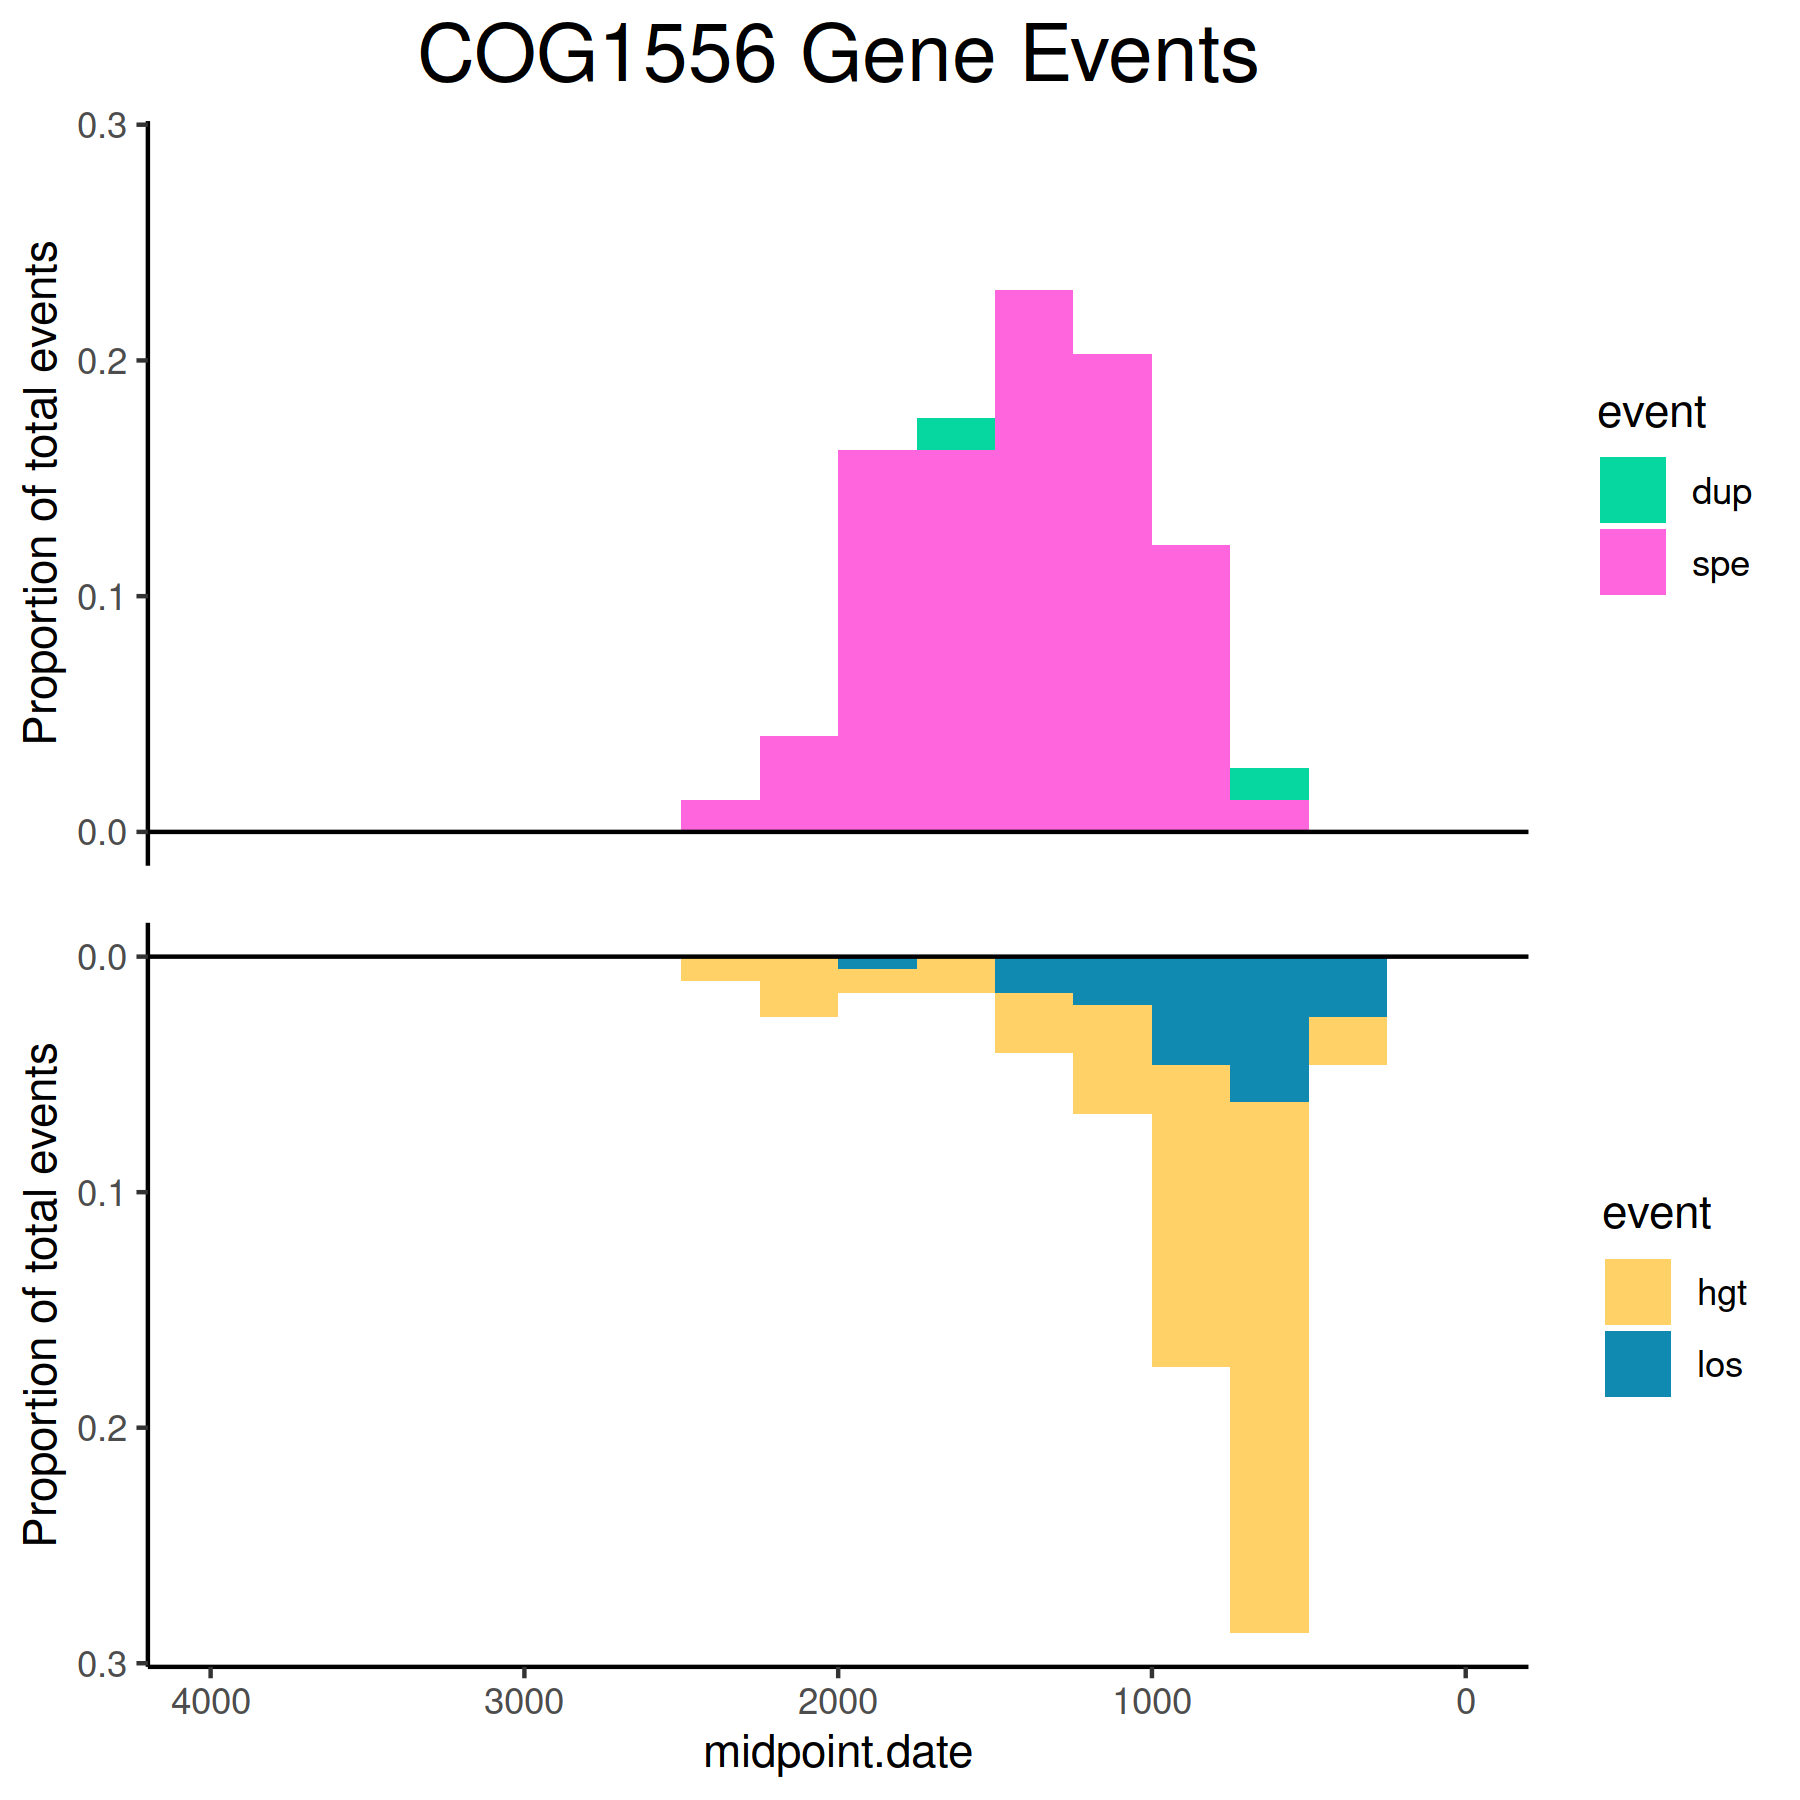 COG1556 Gene Events
Proportion of total events
0.3
0.2
0.1
0.0
event
dup
spe
Proportion of total events
0.0
0.1
0.2
0.3
event
hgt
los
4000 3000 2000 1000 0
midpoint.date